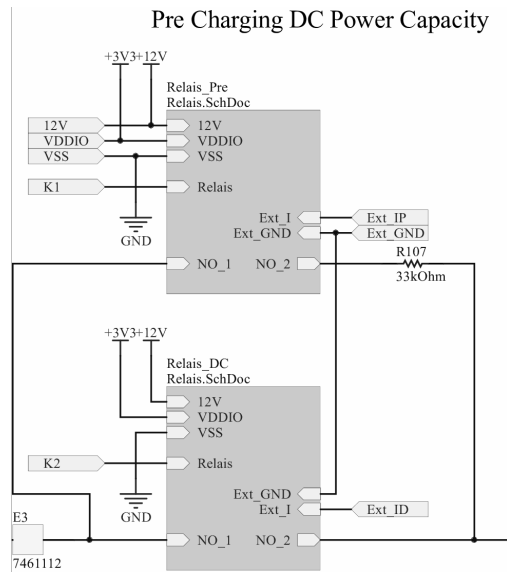 Pre Charging DC Power Capacity
+3V3+12V
Relais_Pre
Relais.SchDoc
12V
12V
VDDIO
VDDIO
VSS
VSS
K1
Relais
Ext_I
Ext_IP
Ext_GND
Ext_GND
GND
R107
NO_1
NO_2
33kOhm
+3V3+12V
Relais_DC
Relais.SchDoc
12V
VDDIO
VSS
K2
Relais
Ext_GND
GND
Ext_I
Ext_ID
E3
NO_1
NO_2
7461112